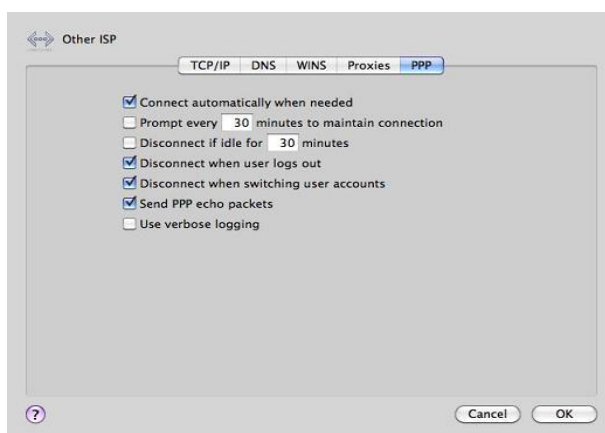 Other ISP
TCP/IP DNS WINS Proxies PPP
Connect automatically when needed
Prompt every 30 minutes to maintain connection
Disconnect if idle for 30 minutes
Disconnect when user logs out
Disconnect when switching user accounts
Send PPP echo packets
Use verbose logging
?
Cancel OK